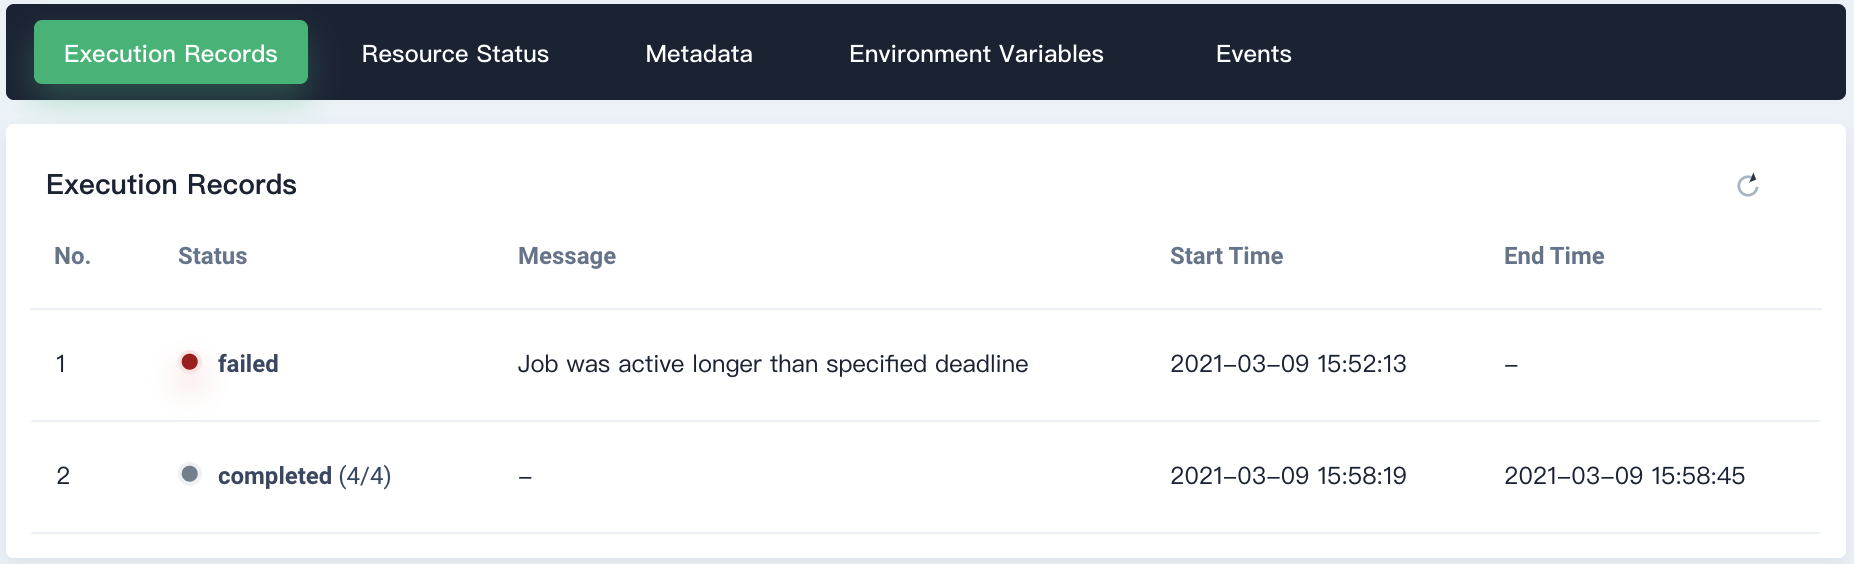 Execution Records Resource Status Metadata Environment Variables Events
Execution Records
No. Status Message Start Time End Time
1 failed Job was active longer than specified deadline 2021-03-09 15:52:13 -
2 completed (4/4) - 2021-03-09 15:58:19 2021-03-09 15:58:45